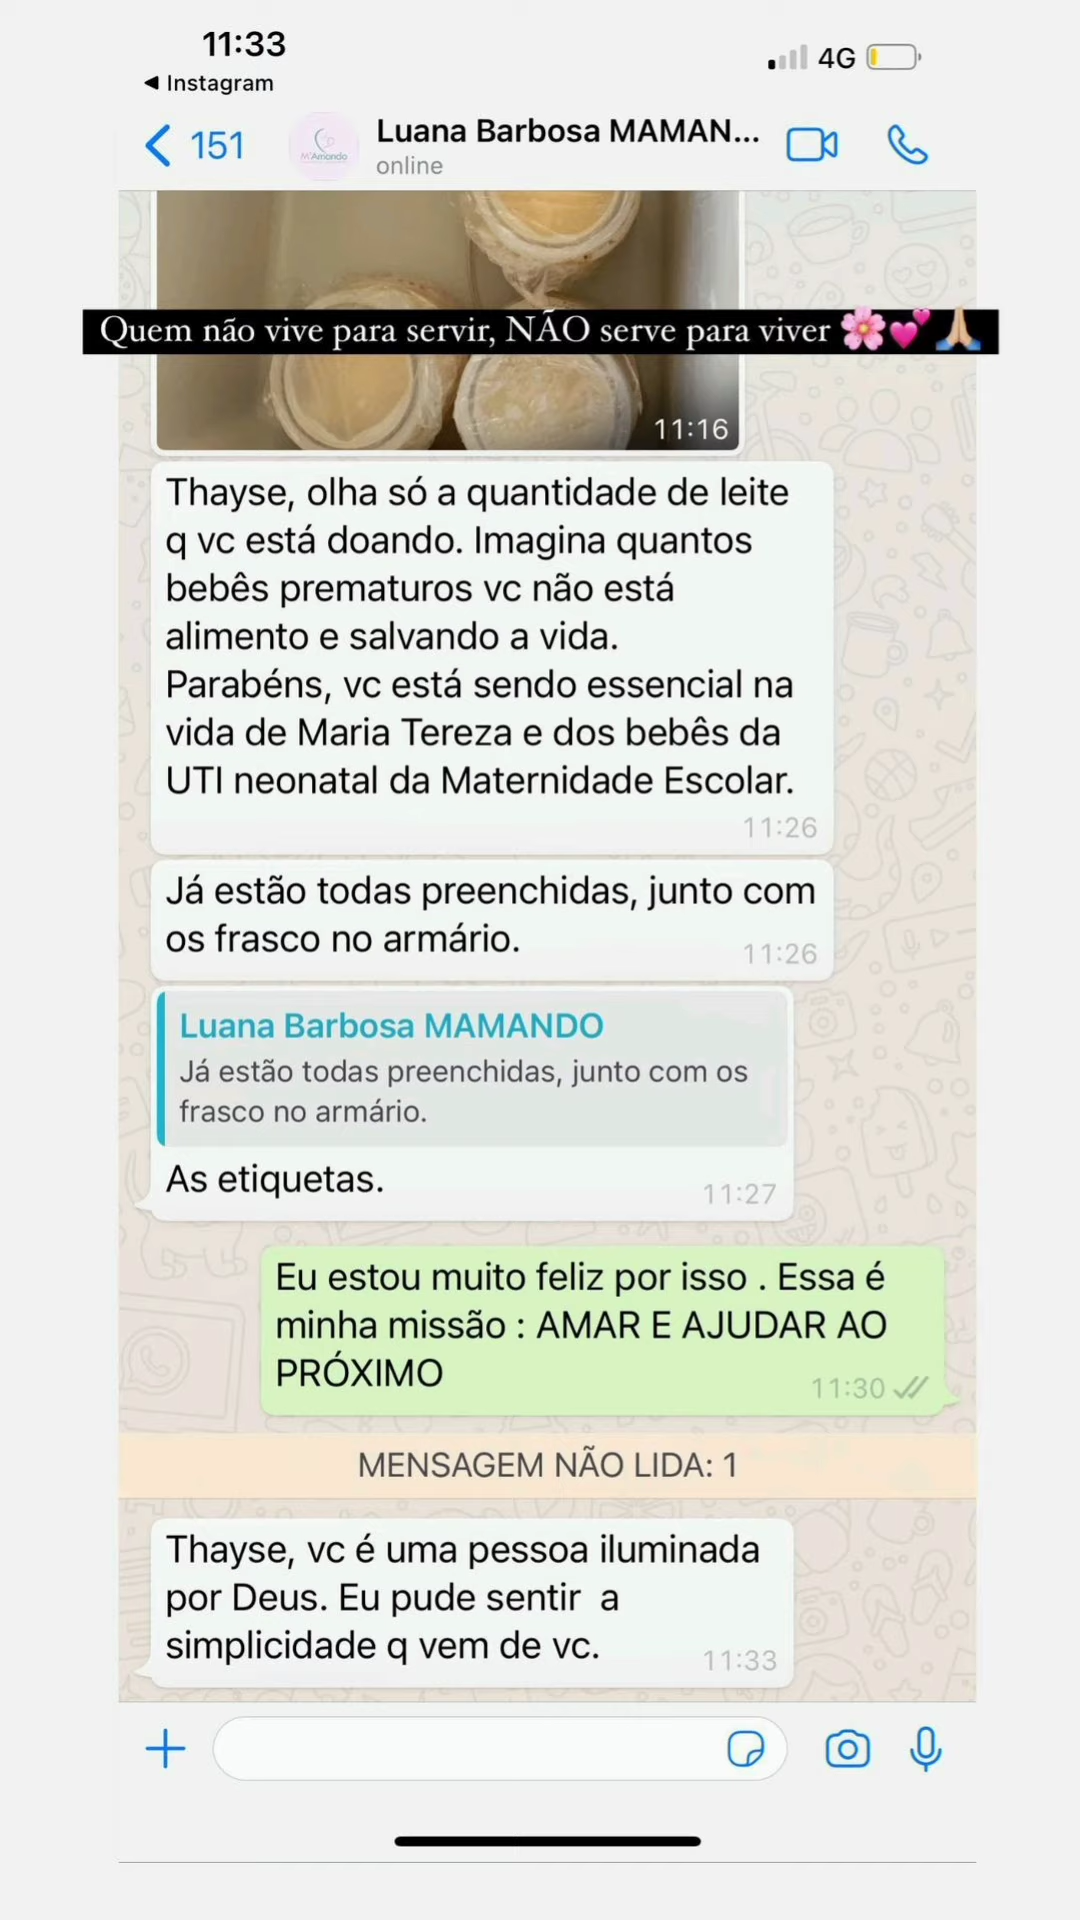 11:33
4G
◀ Instagram
151
Luana Barbosa MAMAN...
online
M'Amando
Quem não vive para servir, NÃO serve para viver 🌸💕🙏🏼
11:16
Thayse, olha só a quantidade de leite
q vc está doando. Imagina quantos
bebês prematuros vc não está
alimento e salvando a vida.
Parabéns, vc está sendo essencial na
vida de Maria Tereza e dos bebês da
UTI neonatal da Maternidade Escolar.
11:26
Já estão todas preenchidas, junto com
os frasco no armário.
11:26
Luana Barbosa MAMANDO
Já estão todas preenchidas, junto com os
frasco no armário.
As etiquetas.
11:27
Eu estou muito feliz por isso . Essa é
minha missão : AMAR E AJUDAR AO
PRÓXIMO
11:30
MENSAGEM NÃO LIDA: 1
Thayse, vc é uma pessoa iluminada
por Deus. Eu pude sentir  a
simplicidade q vem de vc.
11:33